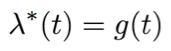 λ*(t) = g(t)